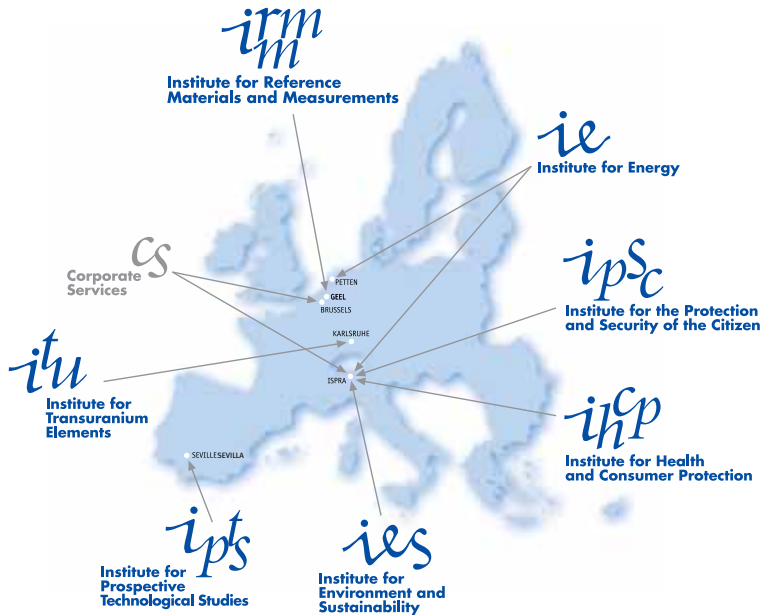 irmm
Institute for Reference
Materials and Measurements
ie
Institute for Energy
cs
Corporate
Services
ipsc
Institute for the Protection
and Security of the Citizen
PETTEN
GEEL
BRUSSELS
KARLSRUHE
ISPRA
itu
Institute for
Transuranium
Elements
ihcp
Institute for Health
and Consumer Protection
SEVILLESEVILLA
ipts
Institute for
Prospective
Technological Studies
ies
Institute for
Environment and
Sustainability